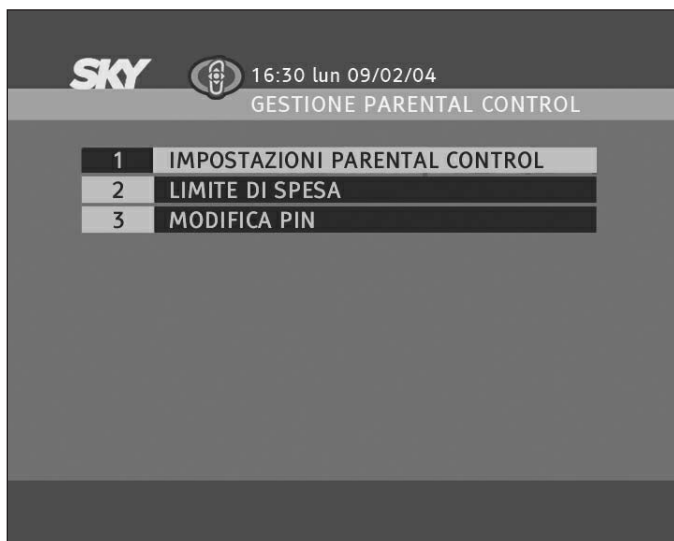 SKY
16:30 lun 09/02/04
GESTIONE PARENTAL CONTROL
1 IMPOSTAZIONI PARENTAL CONTROL
2 LIMITE DI SPESA
3 MODIFICA PIN